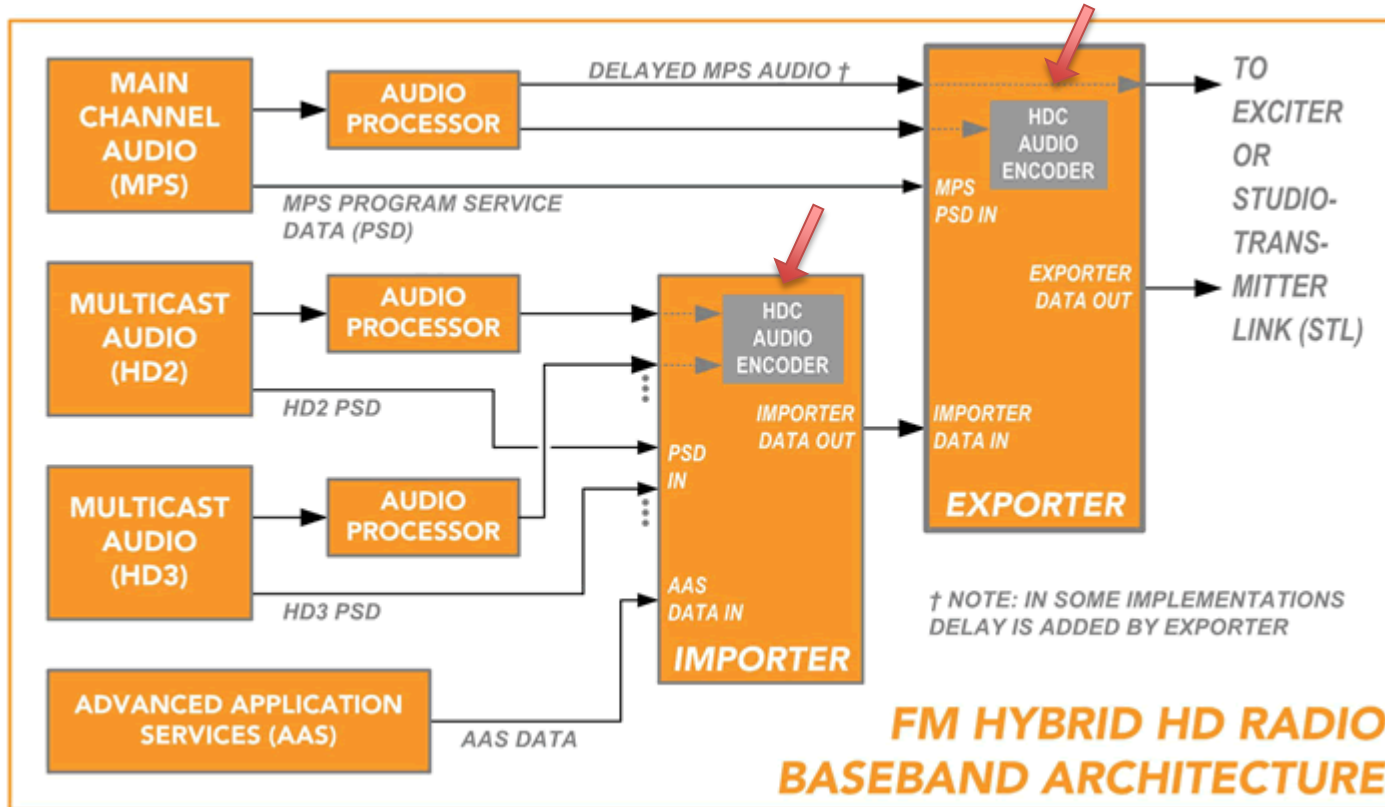 MAIN
CHANNEL
AUDIO
(MPS)
AUDIO
PROCESSOR
DELAYED MPS AUDIO †
MPS PROGRAM SERVICE
DATA (PSD)
HDC
AUDIO
ENCODER
MPS
PSD IN
EXPORTER
DATA OUT
IMPORTER
DATA IN
EXPORTER
TO
EXCITER
OR
STUDIO-
TRANS-
MITTER
LINK (STL)
MULTICAST
AUDIO
(HD2)
AUDIO
PROCESSOR
HD2 PSD
MULTICAST
AUDIO
(HD3)
AUDIO
PROCESSOR
HD3 PSD
HDC
AUDIO
ENCODER
IMPORTER
DATA OUT
PSD
IN
AAS
DATA IN
IMPORTER
ADVANCED APPLICATION
SERVICES (AAS)
AAS DATA
† NOTE: IN SOME IMPLEMENTATIONS
DELAY IS ADDED BY EXPORTER
FM HYBRID HD RADIO
BASEBAND ARCHITECTURE